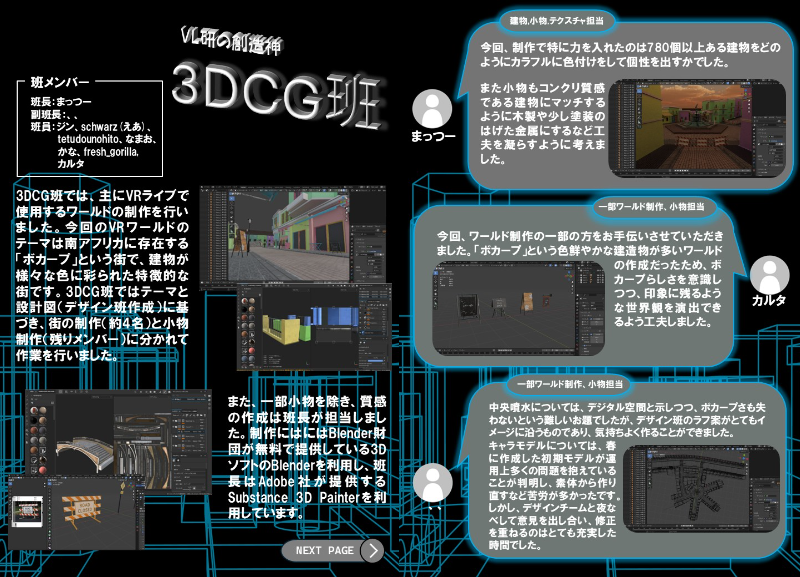 VL研の創造神
3DCG班
班メンバー
班長:まっつー
副班長:、、
班員:ジン、schwarz(えあ)、
tetudounohito、なまお、
かな、fresh_gorilla,
カルタ
3DCG班では、主にVRライブで
使用するワールドの制作を行い
ました。今回のVRワールドの
テーマは南アフリカに存在する
「ボカープ」という街で、建物が
様々な色に彩られた特徴的な
街です。3DCG班ではテーマと
設計図(デザイン班作成)に基
づき、街の制作(約4名)と小物
制作(残りメンバー)に分かれて
作業を行いました。
また、一部小物を除き、質感
の作成は班長が担当しまし
た。制作にはにはBlender財
団が無料で提供している3D
ソフトのBlenderを利用し、班
長はAdobe社が提供する
Substance 3D Painterを利
用しています。
NEXT PAGE
建物,小物,テクスチャ担当
今回、制作で特に力を入れたのは780個以上ある建物をどの
ようにカラフルに色付けをして個性を出すかでした。
また小物もコンクリ質感
である建物にマッチする
ように木製や少し塗装の
はげた金属にするなど工
夫を凝らすように考えま
した。
まっつー
一部ワールド制作、小物担当
今回、ワールド制作の一部の方をお手伝いさせていただき
ました。「ボカープ」という色鮮やかな建造物が多いワールド
の作成だったため、ボ
カープらしさを意識し
つつ、印象に残るよう
な世界観を演出でき
るよう工夫しました。
カルタ
一部ワールド制作、小物担当
中央噴水については、デジタル空間と示しつつ、ボカープさも失
わないという難しいお題でしたが、デザイン班のラフ案がとてもイ
メージに沿うものであり、気持ちよく作ることができました。
キャラモデルについては、春
に作成した初期モデルが運
用上多くの問題を抱えている
ことが判明し、素体から作り
直すなど苦労が多かったです。
しかし、デザインチームと夜な
べして意見を出し合い、修正
を重ねるのはとても充実した
時間でした。
、、